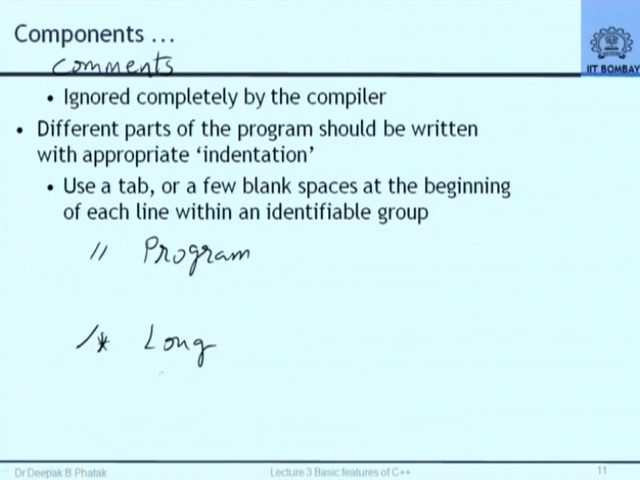 Components ...
Comments
IIT BOMBAY
• Ignored completely by the compiler
• Different parts of the program should be written
with appropriate ‘indentation’
• Use a tab, or a few blank spaces at the beginning
of each line within an identifiable group
// Program
/* Long
Dr Deepak B Phatak
Lecture 3 Basic features of C++
11